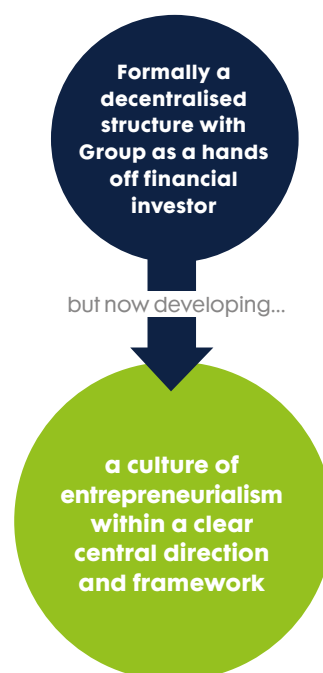 Formally a
decentralised
structure with
Group as a hands
off financial
investor
but now developing...
a culture of
entrepreneurialism
within a clear
central direction
and framework